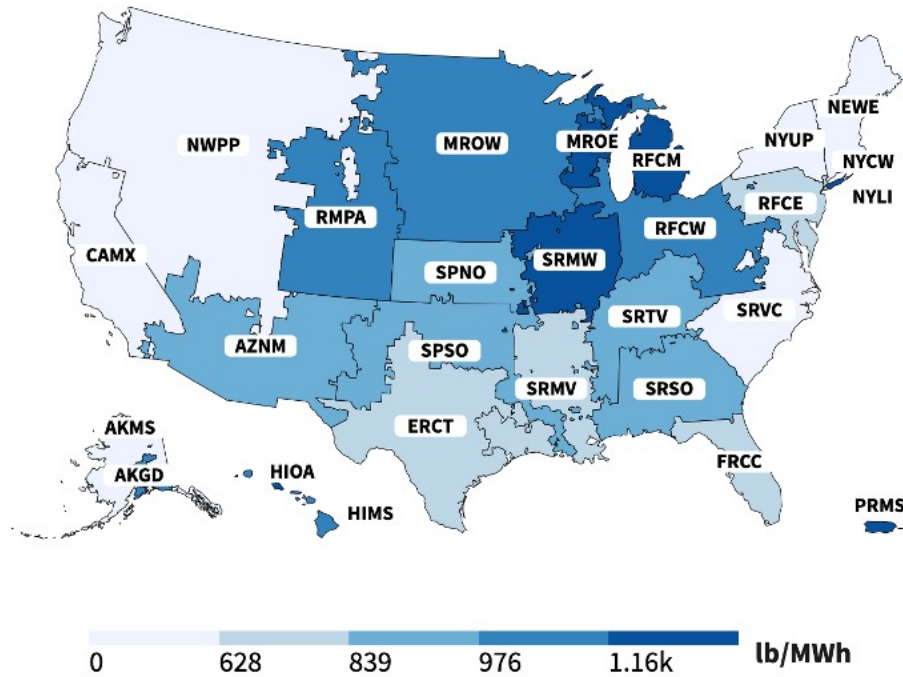 NEWE
NWPP
MROW
MROE
NYUP
RFCM
NYCW
NYLI
RFCE
RMPA
RFCW
CAMX
SRMW
SPNO
SRVC
SRTV
AZNM
SPSO
SRMV
SRSO
ERCT
AKMS
FRCC
HIOA
AKGD
HIMS
PRMS
0 628 839 976 1.16k lb/MWh